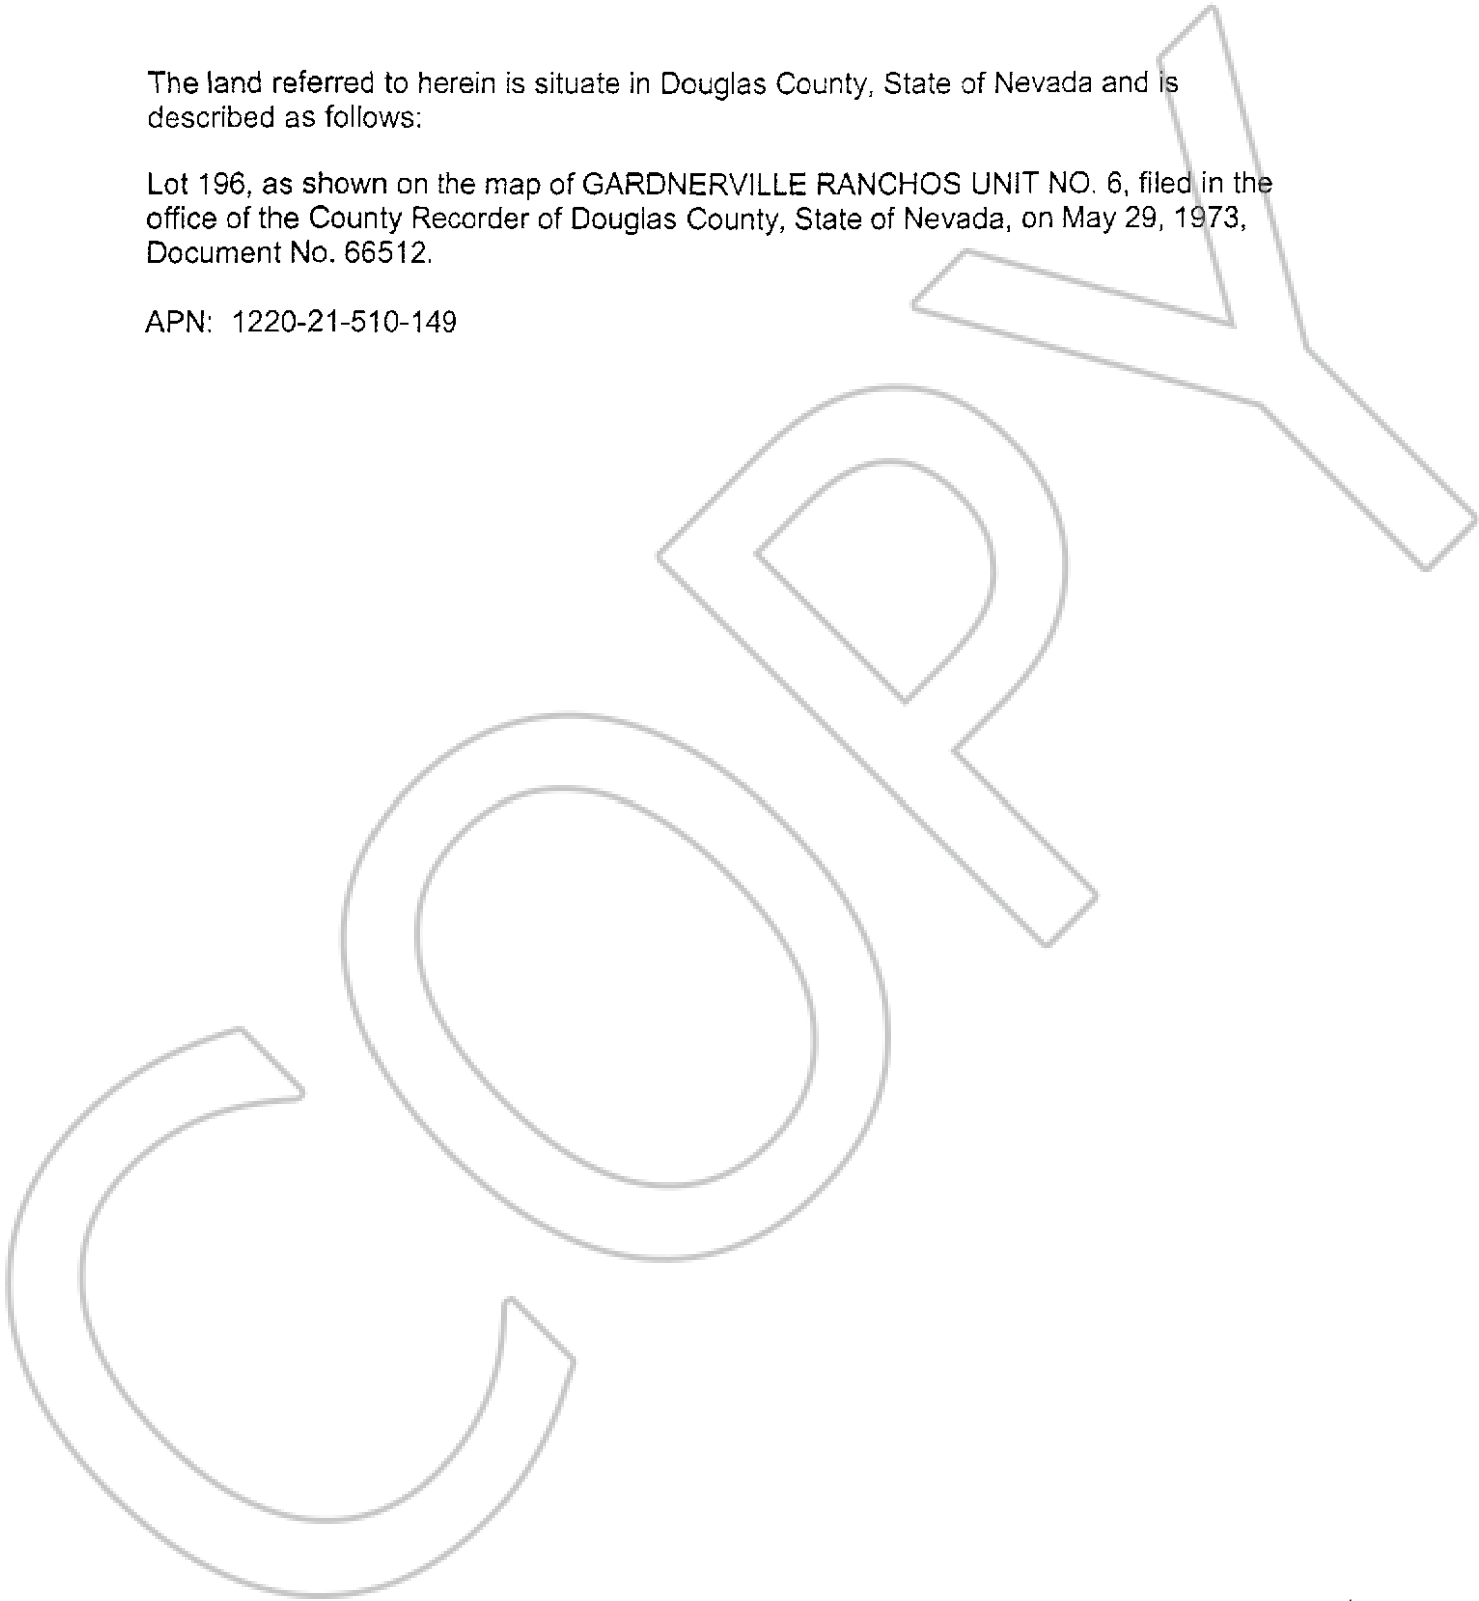 The land referred to herein is situate in Douglas County, State of Nevada and is
described as follows:
Lot 196, as shown on the map of GARDNERVILLE RANCHOS UNIT NO. 6, filed in the
office of the County Recorder of Douglas County, State of Nevada, on May 29, 1973,
Document No. 66512.
APN: 1220-21-510-149
COPY